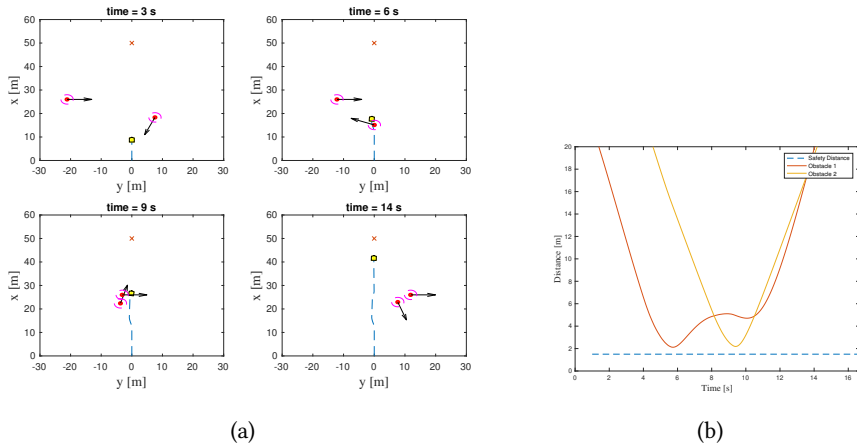 time = 3 s
60
50
40
30
20
10
0
x [m]
-30 -20 -10 0 10 20 30
y [m]
time = 6 s
60
50
40
30
20
10
0
x [m]
-30 -20 -10 0 10 20 30
y [m]
time = 9 s
60
50
40
30
20
10
0
x [m]
-30 -20 -10 0 10 20 30
y [m]
time = 14 s
60
50
40
30
20
10
0
x [m]
-30 -20 -10 0 10 20 30
y [m]
(a)
20
18
16
14
12
10
8
6
4
2
0
Distance [m]
Safety Distance
Obstacle 1
Obstacle 2
0 2 4 6 8 10 12 14 16
Time [s]
(b)